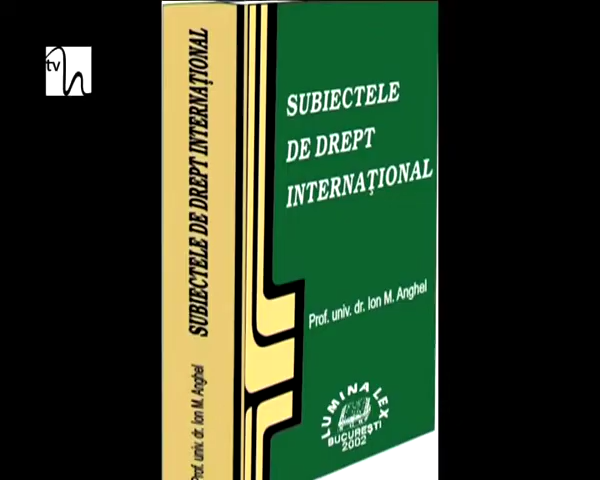 tv
SUBIECTELE DE DREPT INTERNAȚIONAL
Prof. univ. dr. Ion M. Anghel
SUBIECTELE
DE DREPT
INTERNAȚIONAL
Prof. univ. dr. Ion M. Anghel
LUMINA LEX
BUCUREȘTI
2002